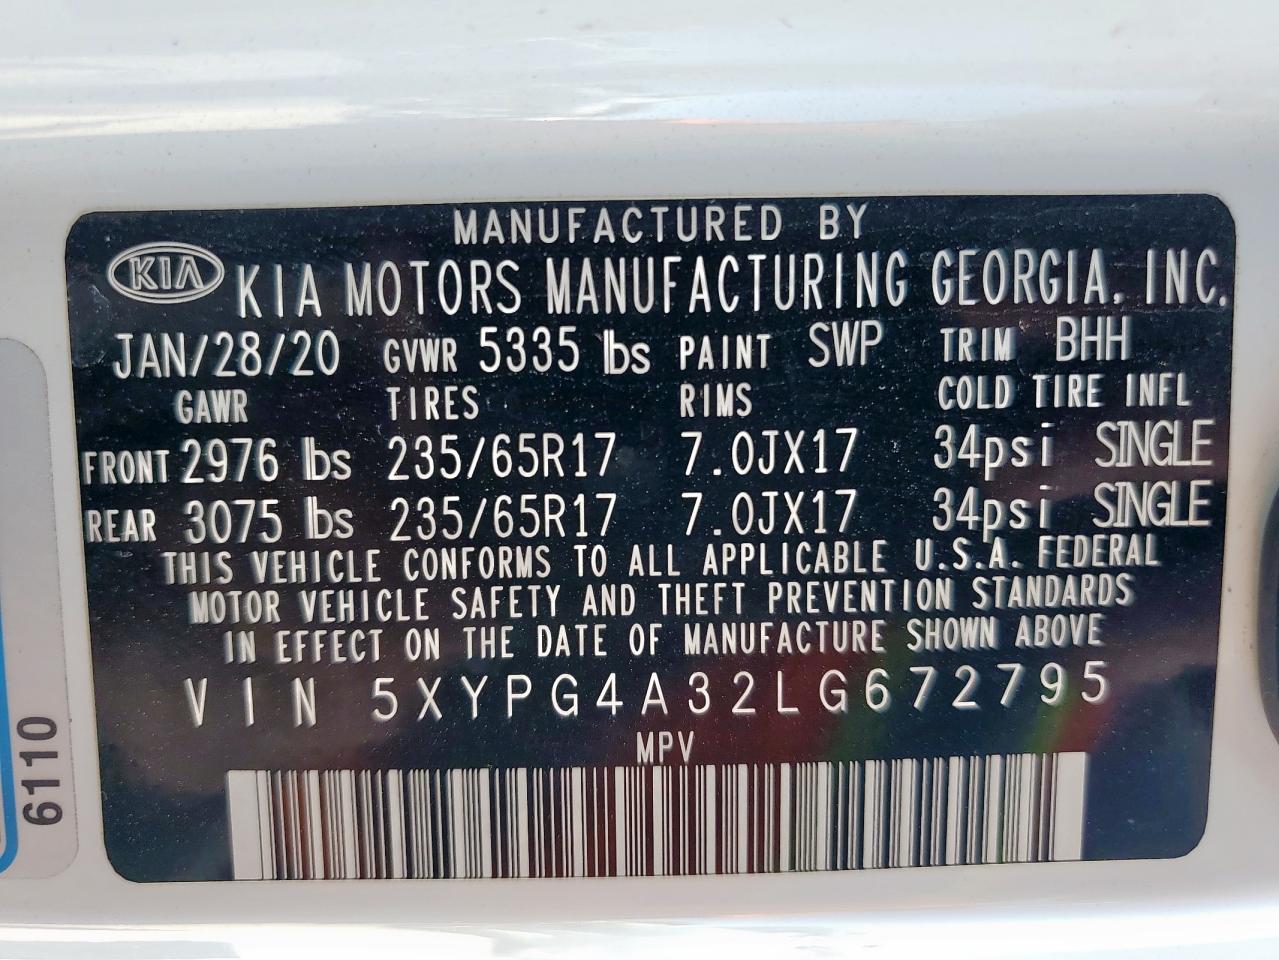 MANUFACTURED BY
KIA KIA MOTORS MANUFACTURING GEORGIA, INC.
JAN/28/20 GVWR 5335 lbs PAINT SWP TRIM BHH
GAWR TIRES RIMS COLD TIRE INFL
FRONT 2976 lbs 235/65R17 7.0JX17 34psi SINGLE
REAR 3075 lbs 235/65R17 7.0JX17 34psi SINGLE
THIS VEHICLE CONFORMS TO ALL APPLICABLE U.S.A. FEDERAL
MOTOR VEHICLE SAFETY AND THEFT PREVENTION STANDARDS
IN EFFECT ON THE DATE OF MANUFACTURE SHOWN ABOVE
VIN 5XYPG4A32LG672795
MPV
6110